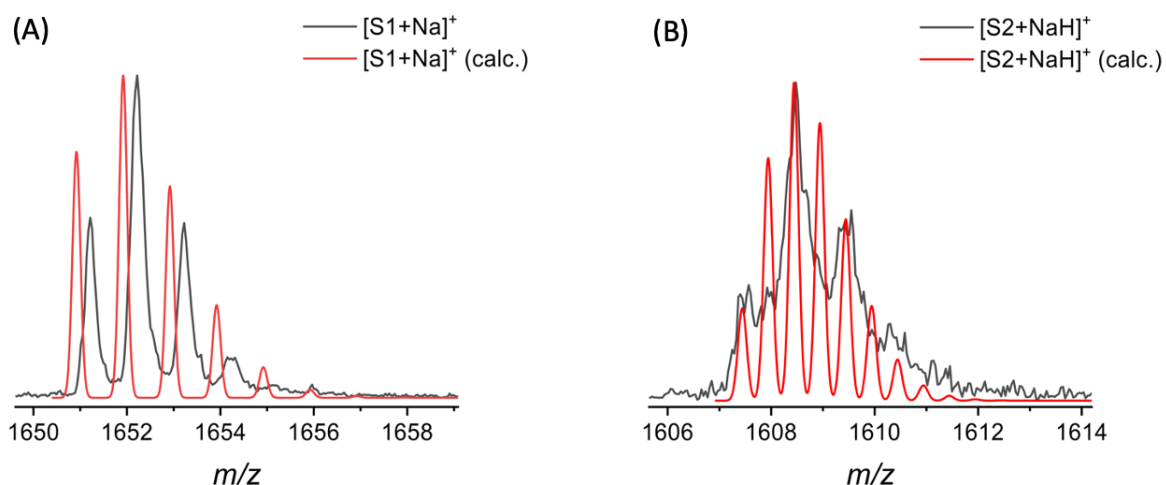 (A)
[S1+Na]⁺
[S1+Na]⁺ (calc.)
1650 1652 1654 1656 1658
m/z
(B)
[S2+NaH]⁺
[S2+NaH]⁺ (calc.)
1606 1608 1610 1612 1614
m/z